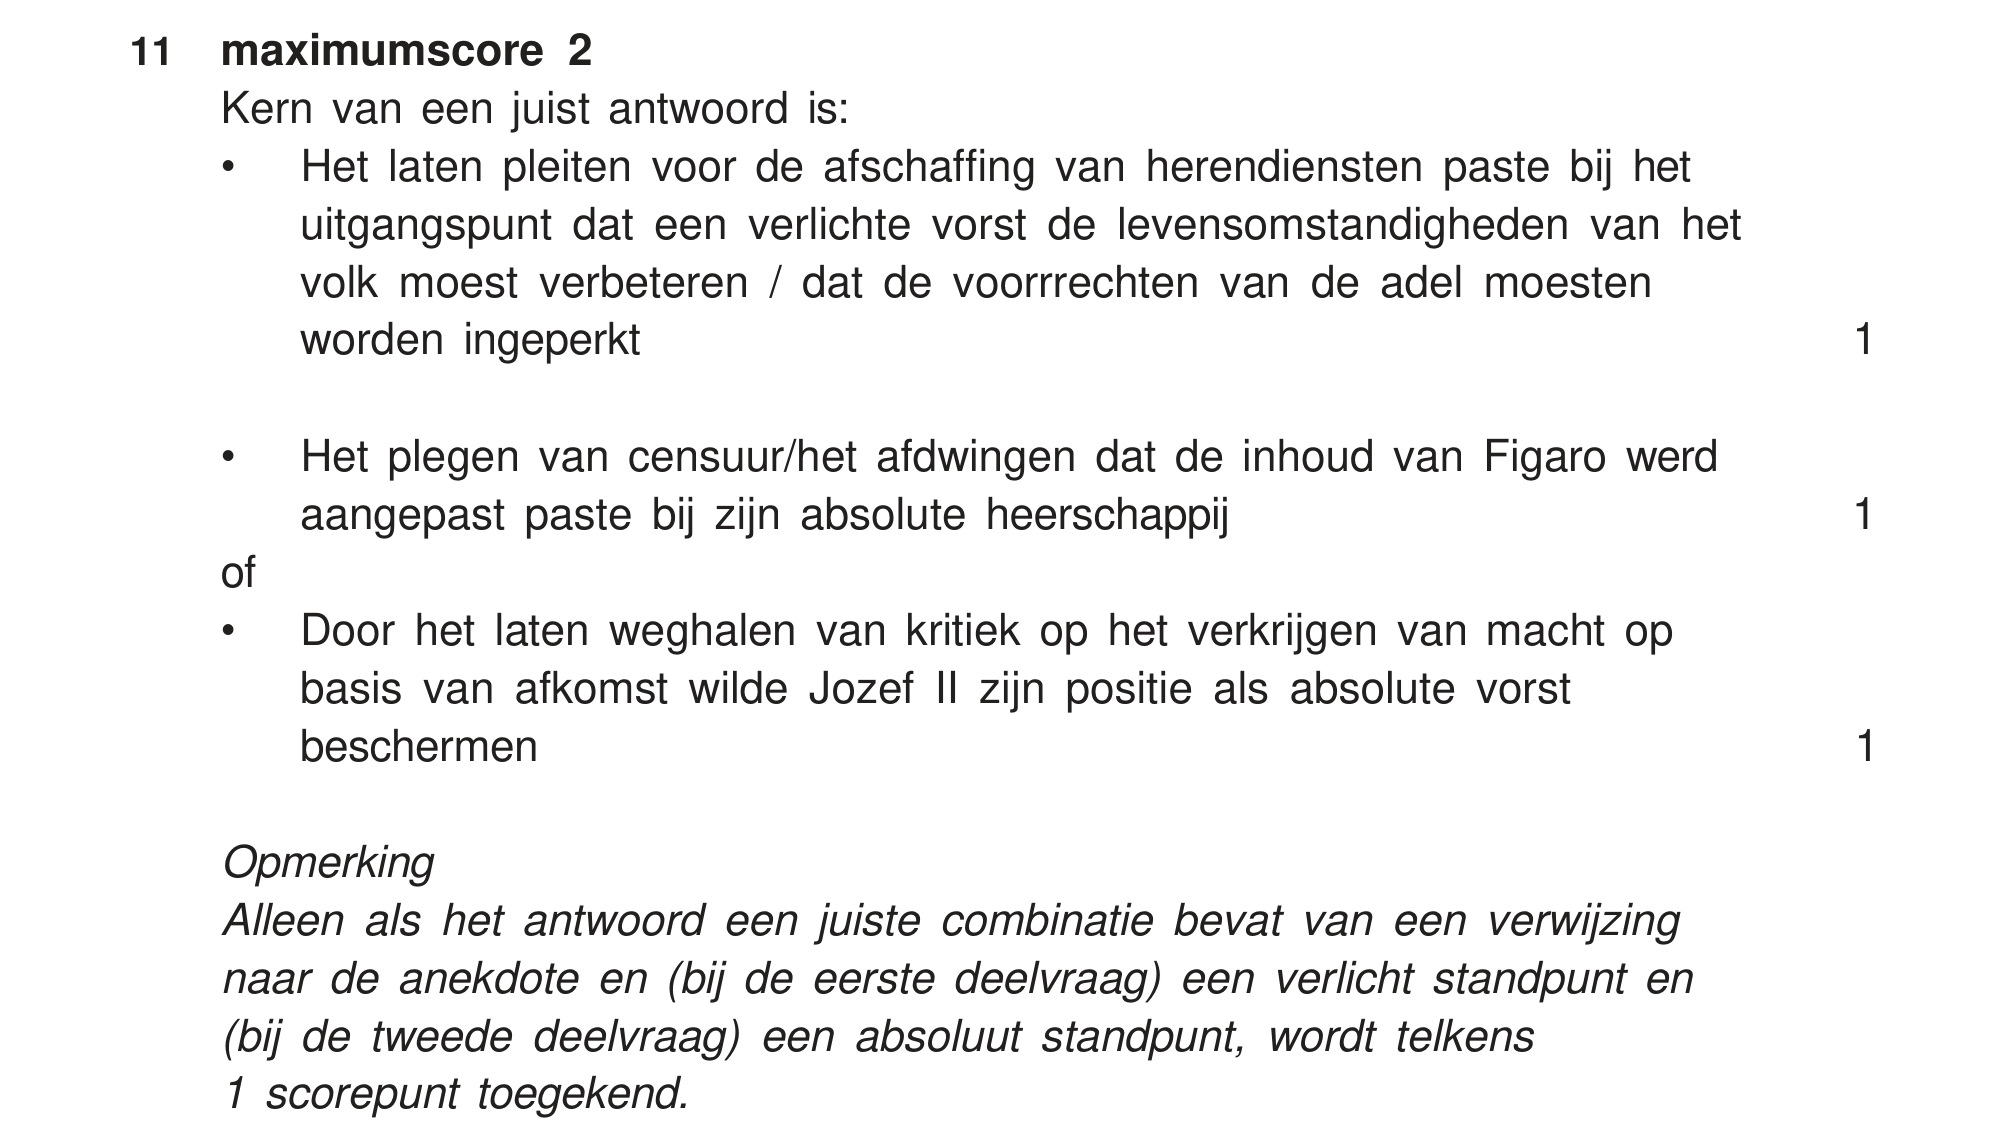 11 maximumscore 2
Kern van een juist antwoord is:
• Het laten pleiten voor de afschaffing van herendiensten paste bij het
uitgangspunt dat een verlichte vorst de levensomstandigheden van het
volk moest verbeteren / dat de voorrrechten van de adel moesten
worden ingeperkt 1
• Het plegen van censuur/het afdwingen dat de inhoud van Figaro werd
aangepast paste bij zijn absolute heerschappij 1
of
• Door het laten weghalen van kritiek op het verkrijgen van macht op
basis van afkomst wilde Jozef II zijn positie als absolute vorst
beschermen 1
Opmerking
Alleen als het antwoord een juiste combinatie bevat van een verwijzing
naar de anekdote en (bij de eerste deelvraag) een verlicht standpunt en
(bij de tweede deelvraag) een absoluut standpunt, wordt telkens
1 scorepunt toegekend.